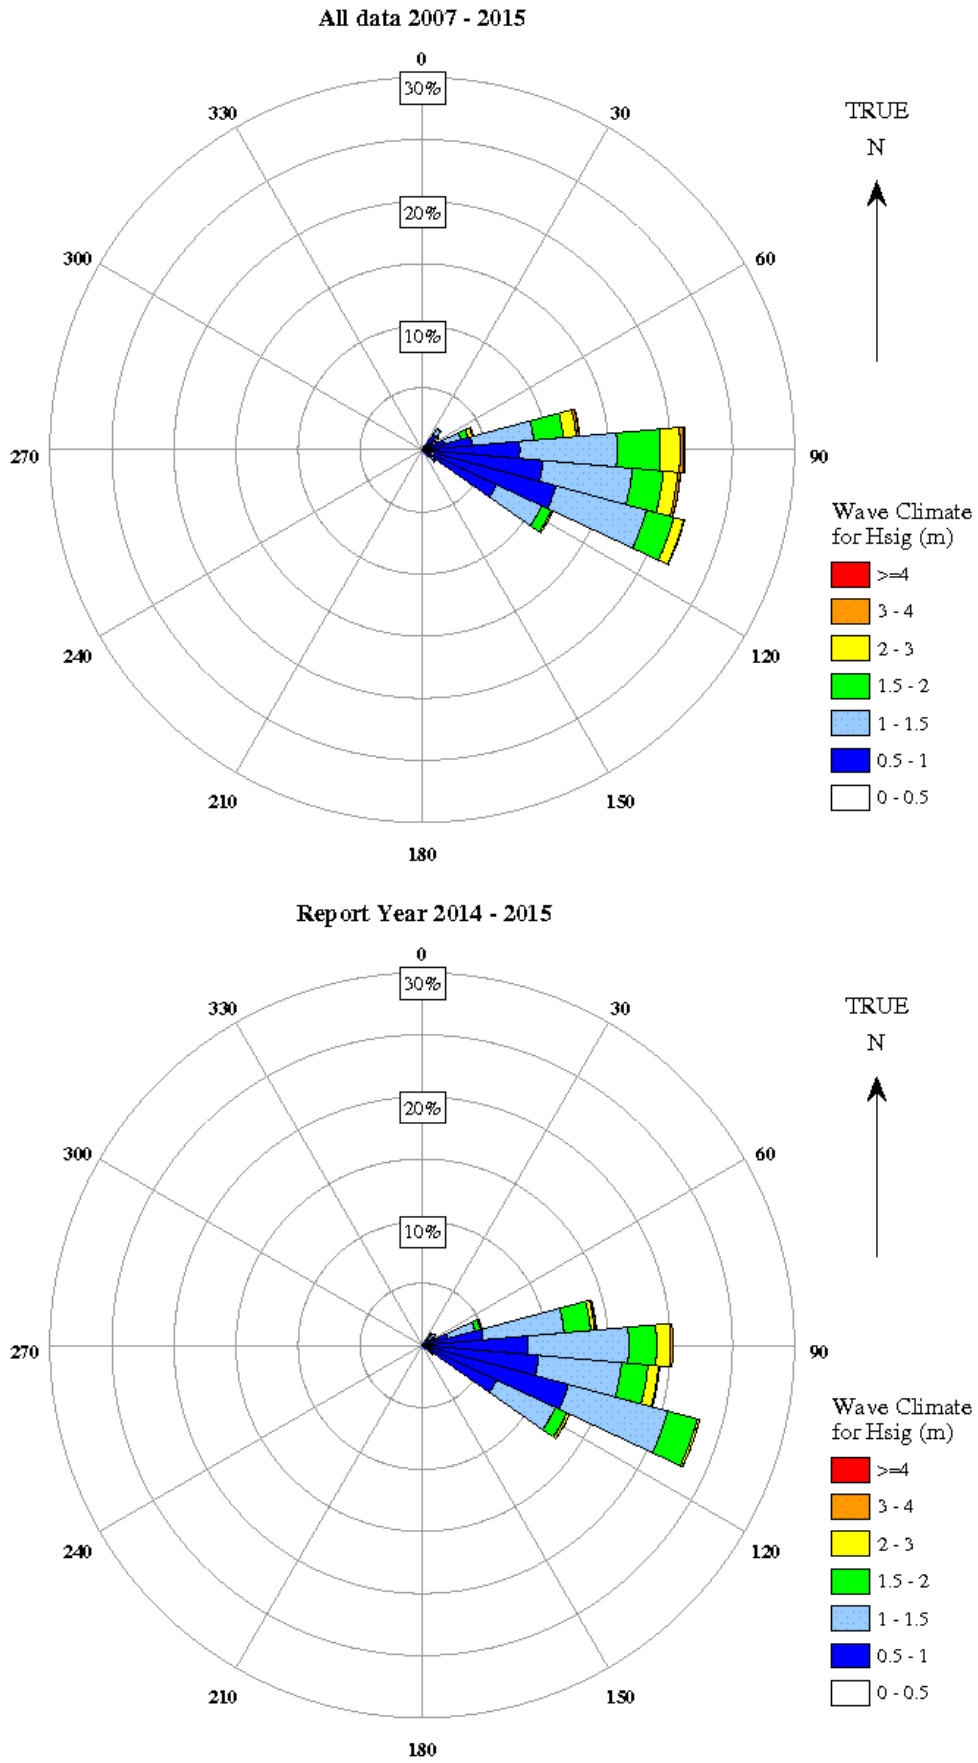 All data 2007 - 2015
0
30%
330
30
TRUE
N
20%
300
60
10%
270
90
Wave Climate
for Hsig (m)
>=4
3 - 4
2 - 3
1.5 - 2
1 - 1.5
0.5 - 1
0 - 0.5
240
120
210
150
180
Report Year 2014 - 2015
0
30%
330
30
TRUE
N
20%
300
60
10%
270
90
Wave Climate
for Hsig (m)
>=4
3 - 4
2 - 3
1.5 - 2
1 - 1.5
0.5 - 1
0 - 0.5
240
120
210
150
180